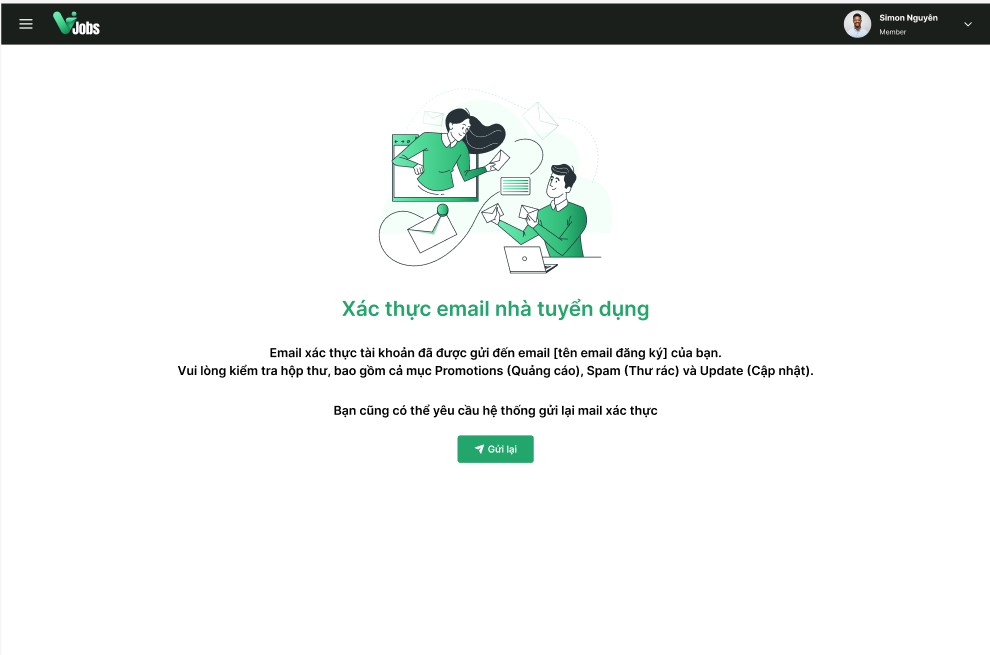 Vi Jobs
Simon Nguyên
Member
Xác thực email nhà tuyển dụng
Email xác thực tài khoản đã được gửi đến email [tên email đăng ký] của bạn.
Vui lòng kiểm tra hộp thư, bao gồm cả mục Promotions (Quảng cáo), Spam (Thư rác) và Update (Cập nhật).
Bạn cũng có thể yêu cầu hệ thống gửi lại mail xác thực
Gửi lại